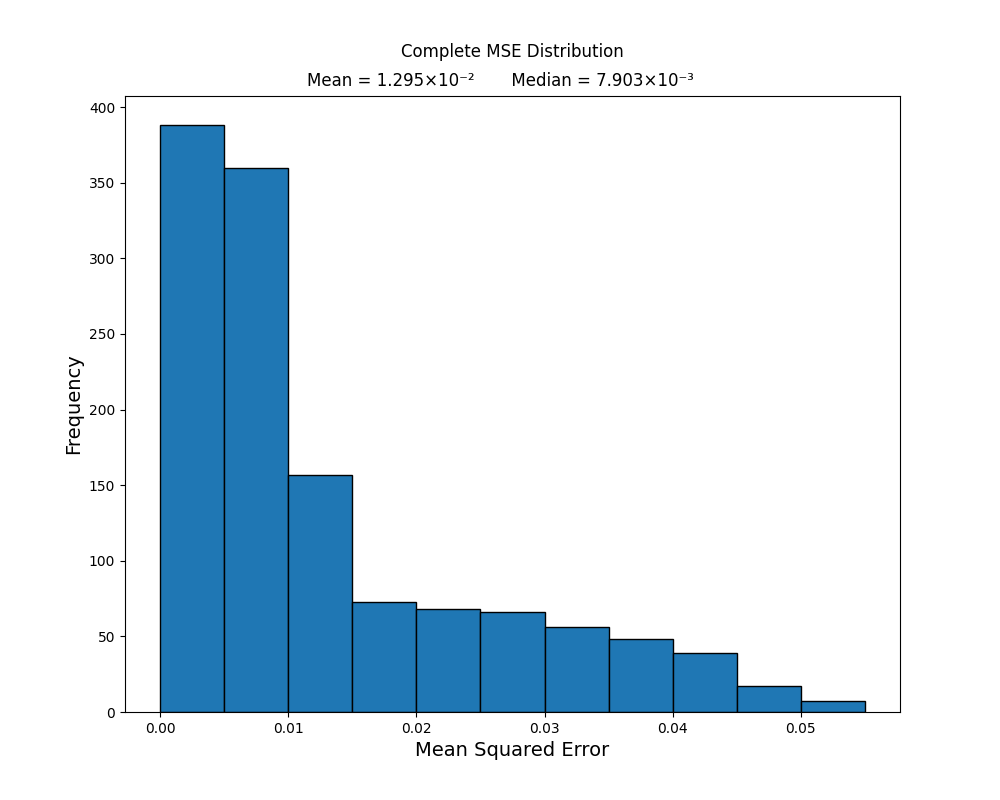 Complete MSE Distribution
Mean = 1.295×10⁻² Median = 7.903×10⁻³
400
350
300
250
200
150
100
50
0
Frequency
0.00 0.01 0.02 0.03 0.04 0.05
Mean Squared Error